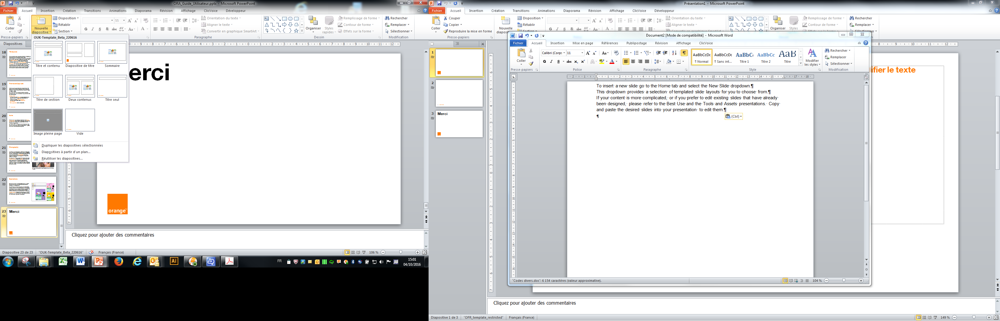 ORA_Guide_Utilisateur.pptx - Microsoft PowerPoint
Fichier Accueil Insertion Création Transitions Animations Diaporama Révision Affichage ClicVoice Développeur
Coller
Presse-papiers
Nouvelle diapositive
Disposition
Rétablir
Section
55
Paragraphe
Orientation du texte
Aligner le texte
Convertir en graphique SmartArt
Organiser
Styles rapides
Dessin
Remplissage de forme
Contour de forme
Effets sur la forme
Rechercher
Remplacer
Sélectionner
Modification
OUK-Template_Beta_220616
Titre et contenu
Diapositive de titre
Sommaire
Titre de section
Deux contenus
Titre seul
Image pleine page
Vide
Dupliquer les diapositives sélectionnées
Diapositives à partir d'un plan...
Réutiliser les diapositives...
Diapositives
18
19
20
21
Photography
22
23
Merci
erci
orange
Cliquez pour ajouter des commentaires
Diapositive 23 de 23
"OUK-Template_Beta_220616"
Français (France)
106 %
FR
15:01
04/10/2016
Présentation1 - Microsoft PowerPoint
Fichier Accueil Insertion Création Transitions Animations Diaporama Révision Affichage ClicVoice Développeur
Coller
Couper
Copier
Reproduire la mise en forme
Presse-papiers
Nouvelle
Disposition
Rétablir
Orientation du texte
Aligner le texte
Organiser
Styles
Remplissage de forme
Contour de forme
Rechercher
Remplacer
1
2
3
Merci
ifier le texte
Document2 [Mode de compatibilité] - Microsoft Word
Fichier Accueil Insertion Mise en page Références Publipostage Révision Affichage ClicVoice
Coller
Presse-papiers
Calibri (Corps
11
Police
Paragraphe
AaBbCcDc
¶ Normal
AaBbCcDc
¶ Sans int...
AaBbC
Titre 1
AaBbCc
Titre 2
AaB
Titre
Modifier les styles
Style
Rechercher
Remplacer
Sélectionner
Modification
To insert a new slide go to the Home tab and select the New Slide dropdown.¶
This dropdown provides a selection of templated slide layouts for you to choose from.¶
If your content is more complicated, or if you prefer to edit existing slides that have already
been designed, please refer to the Best Use and the Tools and Assets presentations. Copy
and paste the desired slides into your presentation to edit them.¶
¶
(Ctrl)
"Codes divers.doc": 6 154 caractères (valeur approximative).
104 %
Cliquez pour ajouter des commentaires
Diapositive 1 de 3
"OFR_template_restricted"
Français (France)
149 %